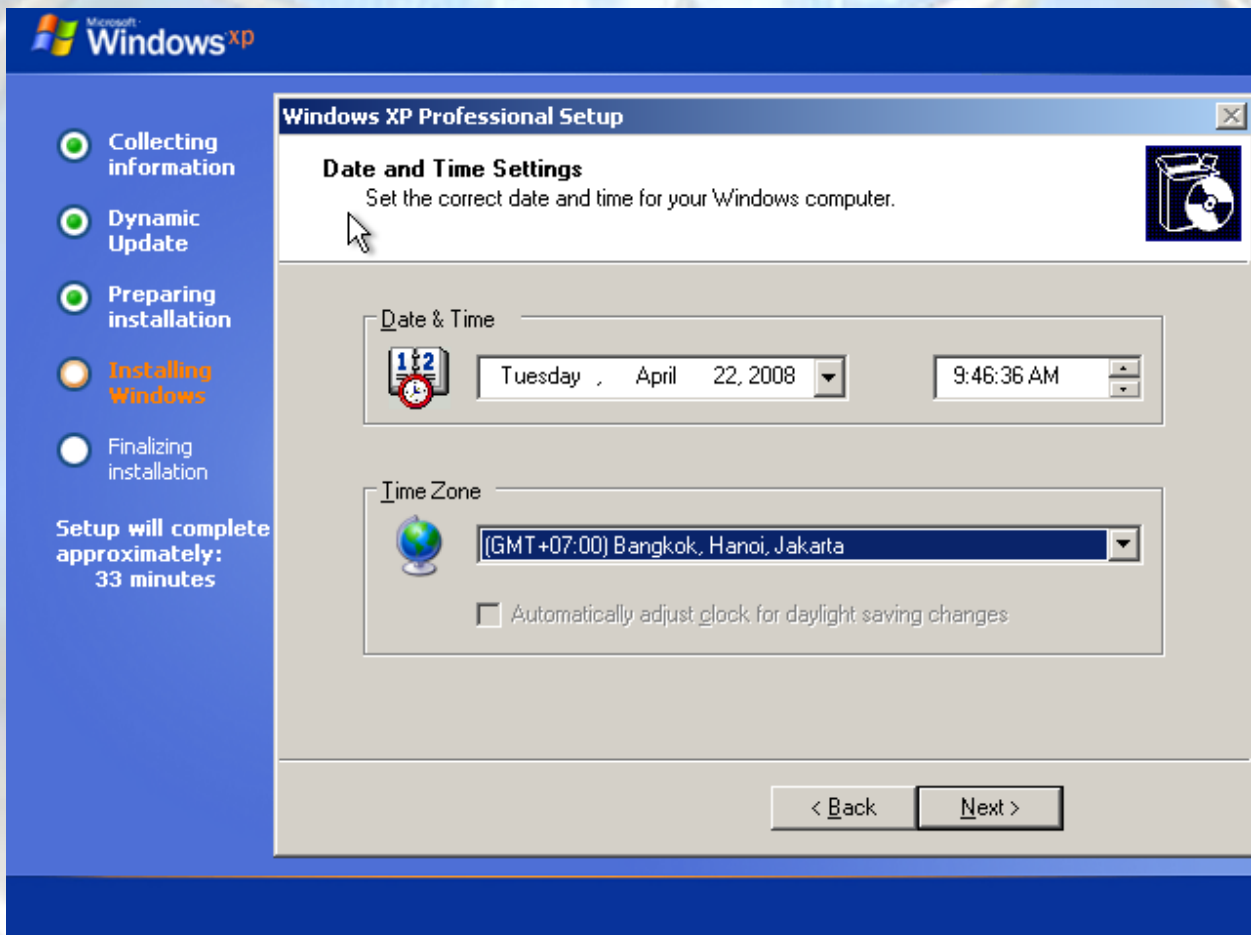 Microsoft
Windows xp
Collecting
information
Dynamic
Update
Preparing
installation
Installing
Windows
Finalizing
installation
Setup will complete
approximately:
33 minutes
Windows XP Professional Setup
Date and Time Settings
Set the correct date and time for your Windows computer.
Date & Time
12
Tuesday , April 22, 2008
9:46:36 AM
Time Zone
(GMT+07:00) Bangkok, Hanoi, Jakarta
Automatically adjust clock for daylight saving changes
< Back
Next >